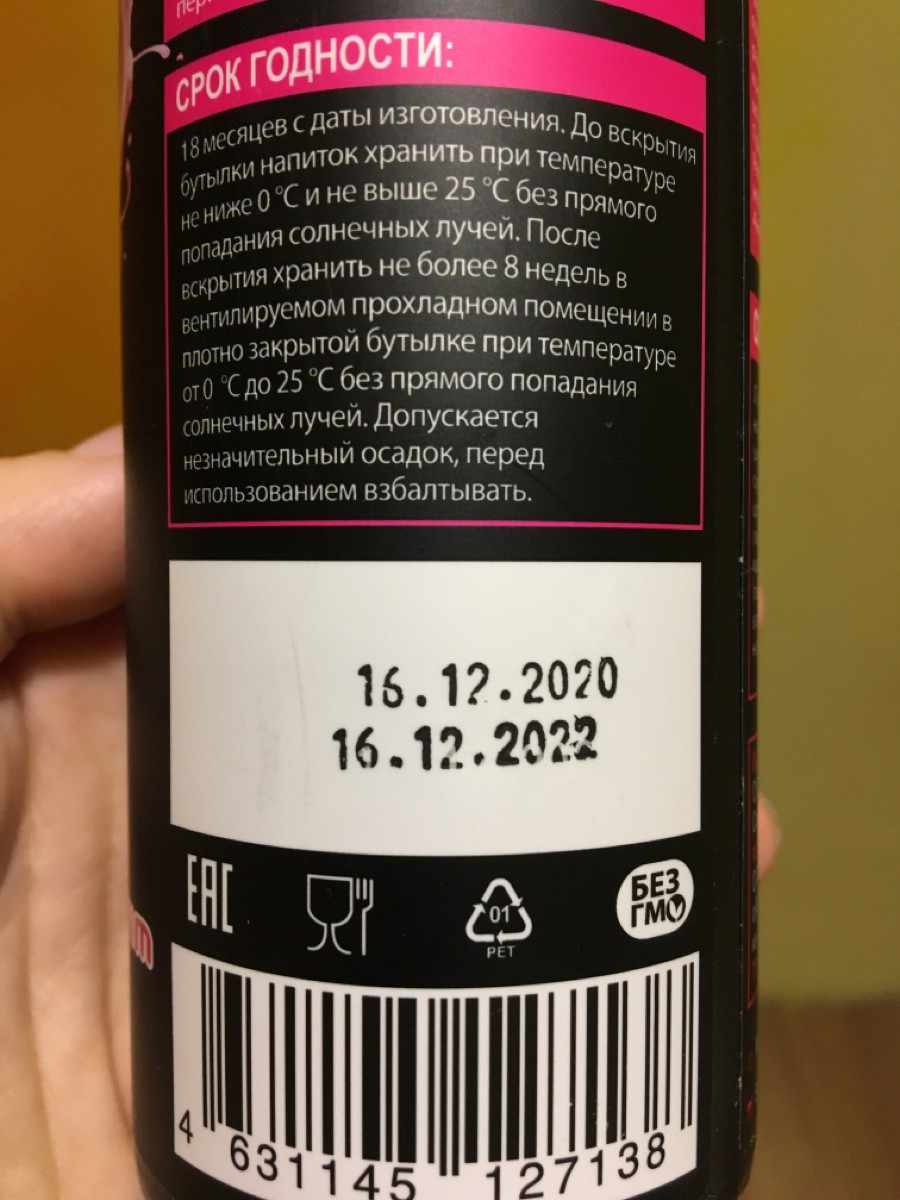 СРОК ГОДНОСТИ:
18 месяцев с даты изготовления. До вскрытия
бутылки напиток хранить при температуре
не ниже 0 °С и не выше 25 °С без прямого
попадания солнечных лучей. После
вскрытия хранить не более 8 недель в
вентилируемом прохладном помещении в
плотно закрытой бутылке при температуре
от 0 °С до 25 °С без прямого попадания
солнечных лучей. Допускается
незначительный осадок, перед
использованием взбалтывать.
16.12.2020
16.12.2022
EAC
01
PET
БЕЗ
ГМО
4 631145 127138